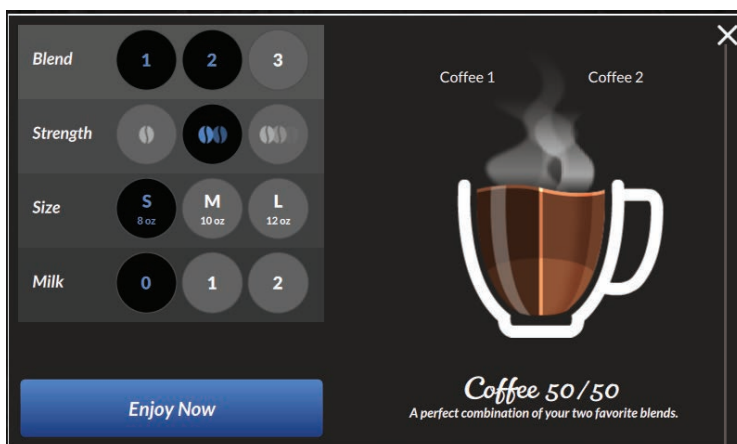 Blend 1 2 3
Coffee 1 Coffee 2
Strength
Size S M L
8 oz 10 oz 12 oz
Milk 0 1 2
Enjoy Now
Coffee 50/50
A perfect combination of your two favorite blends.